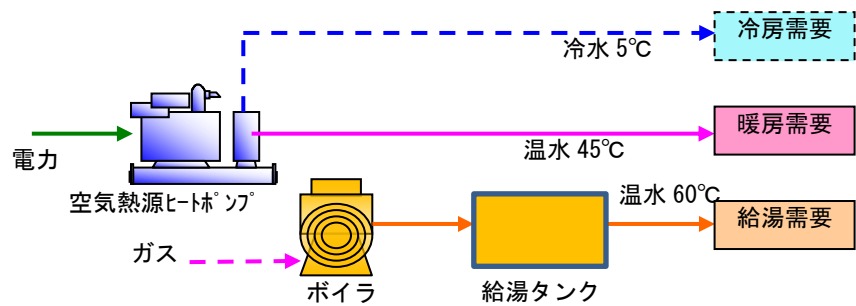 冷房需要
冷水 5℃
暖房需要
電力
温水 45℃
空気熱源ﾋｰﾄﾎﾟﾝﾌﾟ
温水 60℃
給湯需要
ガス
ボイラ
給湯タンク